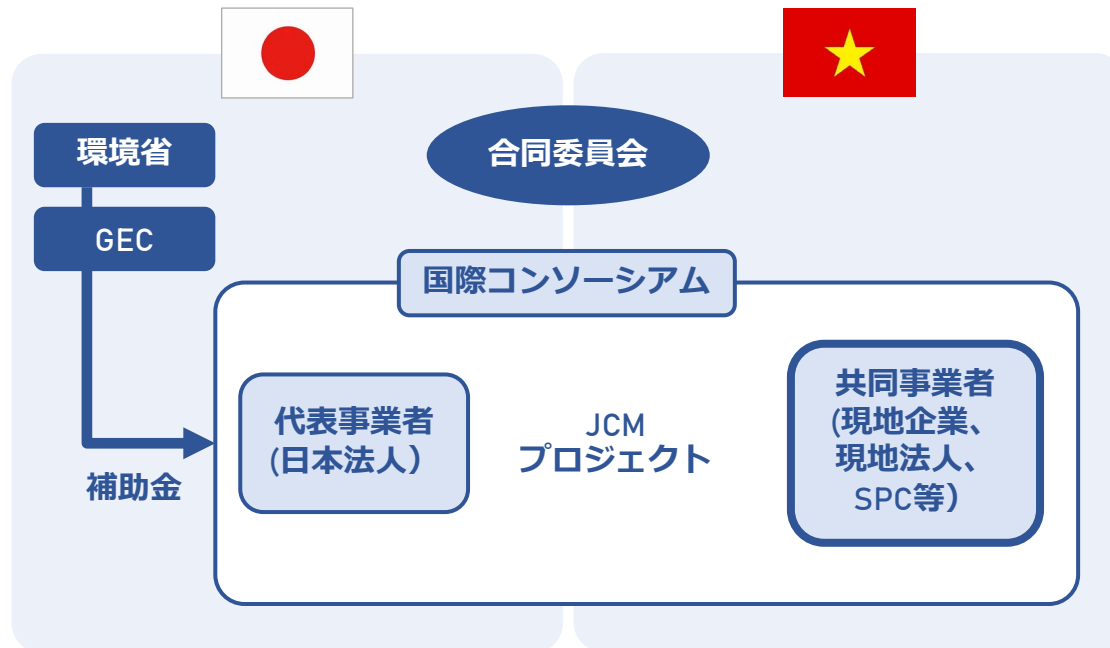 環境省
合同委員会
GEC
国際コンソーシアム
代表事業者
(日本法人）
補助金
JCM
プロジェクト
共同事業者
(現地企業、
現地法人、
SPC等）